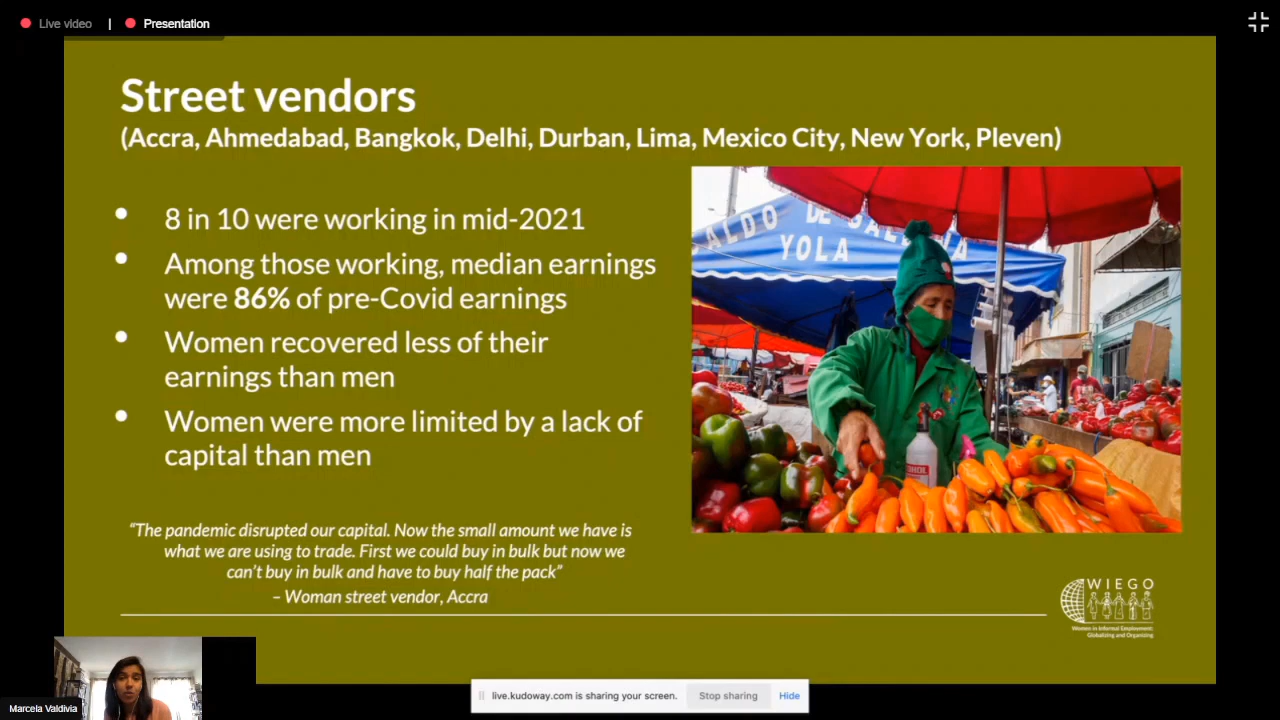 Live video | Presentation
Street vendors
(Accra, Ahmedabad, Bangkok, Delhi, Durban, Lima, Mexico City, New York, Pleven)
8 in 10 were working in mid-2021
Among those working, median earnings
were 86% of pre-Covid earnings
Women recovered less of their
earnings than men
Women were more limited by a lack of
capital than men
“The pandemic disrupted our capital. Now the small amount we have is
what we are using to trade. First we could buy in bulk but now we
can’t buy in bulk and have to buy half the pack”
– Woman street vendor, Accra
YOLA
WIEGO
Women in Informal Employment:
Globalizing and Organizing
live.kudoway.com is sharing your screen. Stop sharing Hide
Marcela Valdivia